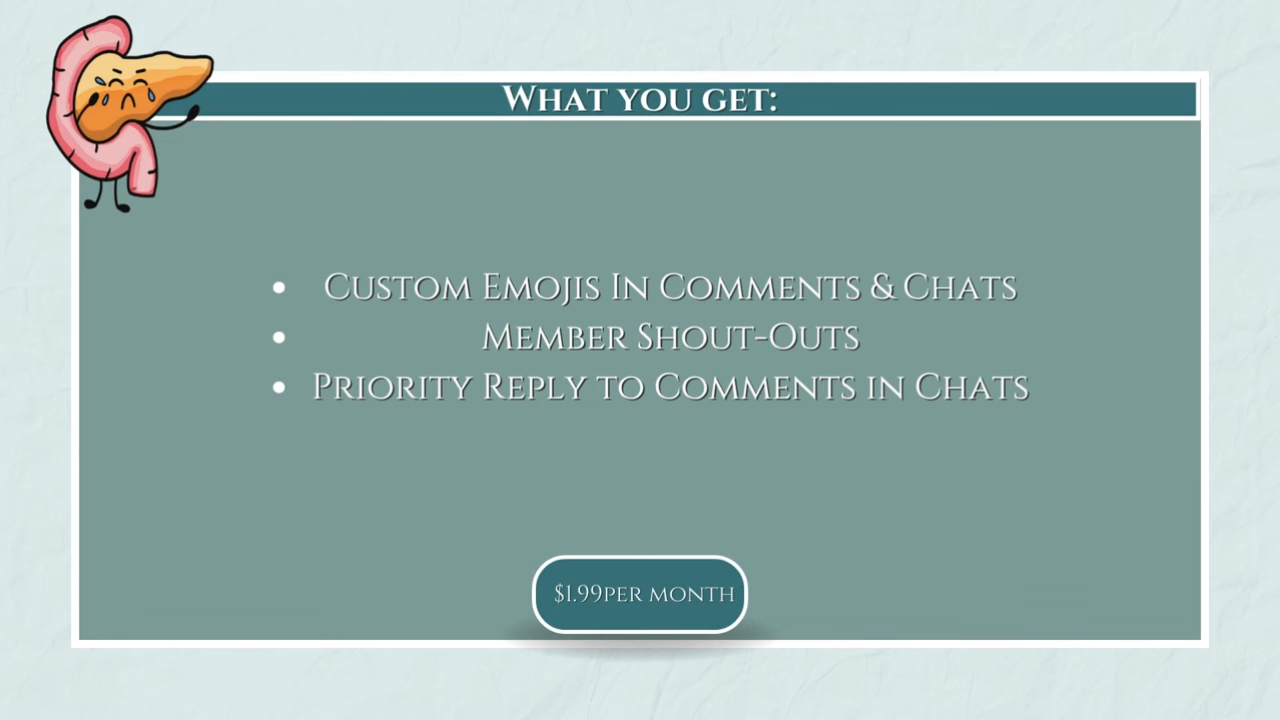 What you get:
• Custom Emojis In Comments & Chats
• Member Shout-Outs
• Priority Reply to Comments in Chats
$1.99per month